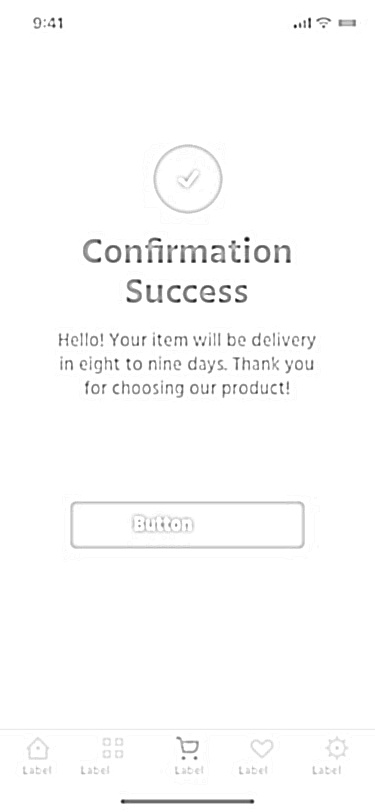 9:41
Confirmation
Success
Hello! Your item will be delivery
in eight to nine days. Thank you
for choosing our product!
Button
Label Label Label Label Label